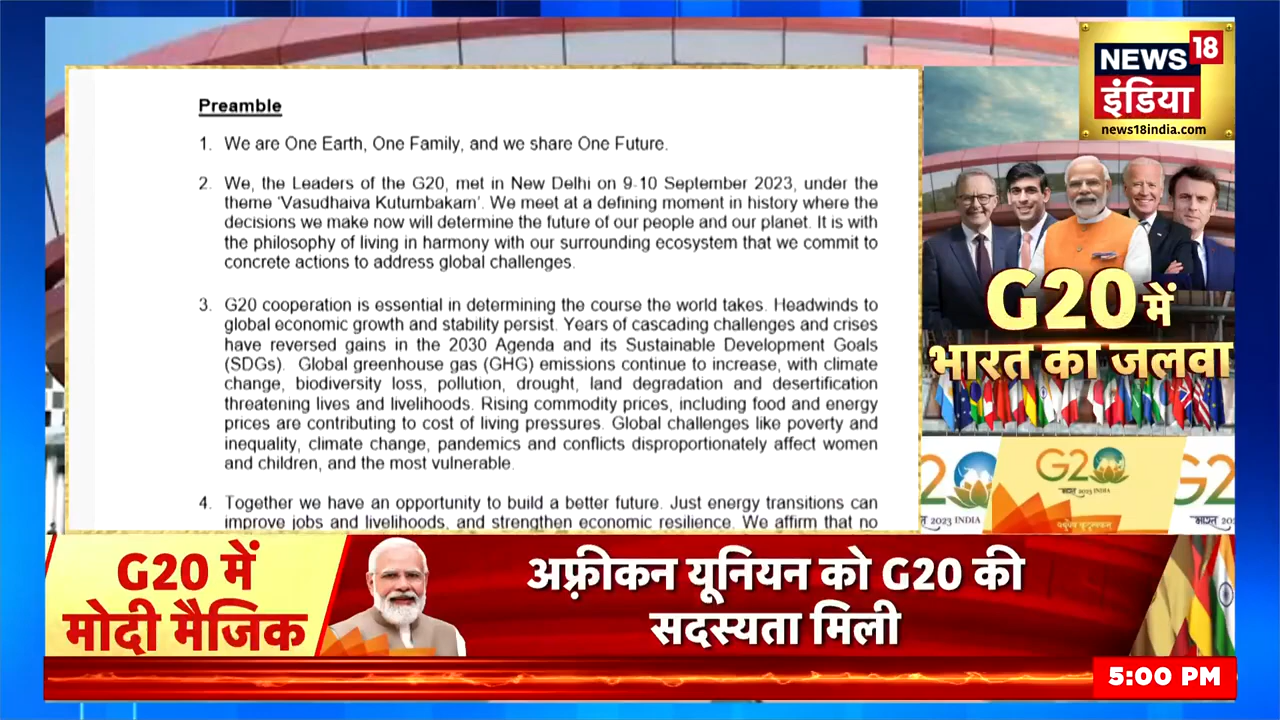 Preamble
1. We are One Earth, One Family, and we share One Future.
2. We, the Leaders of the G20, met in New Delhi on 9-10 September 2023, under the
theme ‘Vasudhaiva Kutumbakam’. We meet at a defining moment in history where the
decisions we make now will determine the future of our people and our planet. It is with
the philosophy of living in harmony with our surrounding ecosystem that we commit to
concrete actions to address global challenges.
3. G20 cooperation is essential in determining the course the world takes. Headwinds to
global economic growth and stability persist. Years of cascading challenges and crises
have reversed gains in the 2030 Agenda and its Sustainable Development Goals
(SDGs). Global greenhouse gas (GHG) emissions continue to increase, with climate
change, biodiversity loss, pollution, drought, land degradation and desertification
threatening lives and livelihoods. Rising commodity prices, including food and energy
prices are contributing to cost of living pressures. Global challenges like poverty and
inequality, climate change, pandemics and conflicts disproportionately affect women
and children, and the most vulnerable.
4. Together we have an opportunity to build a better future. Just energy transitions can
improve jobs and livelihoods, and strengthen economic resilience. We affirm that no
NEWS 18
इंडिया
news18india.com
G20 में
भारत का जलवा
G20
भारत 2023 INDIA
वसुधैव कुटुम्बकम्
2023 INDIA
G2
भारत 202
G20 में
मोदी मैजिक
अफ़्रीकन यूनियन को G20 की
सदस्यता मिली
5:00 PM